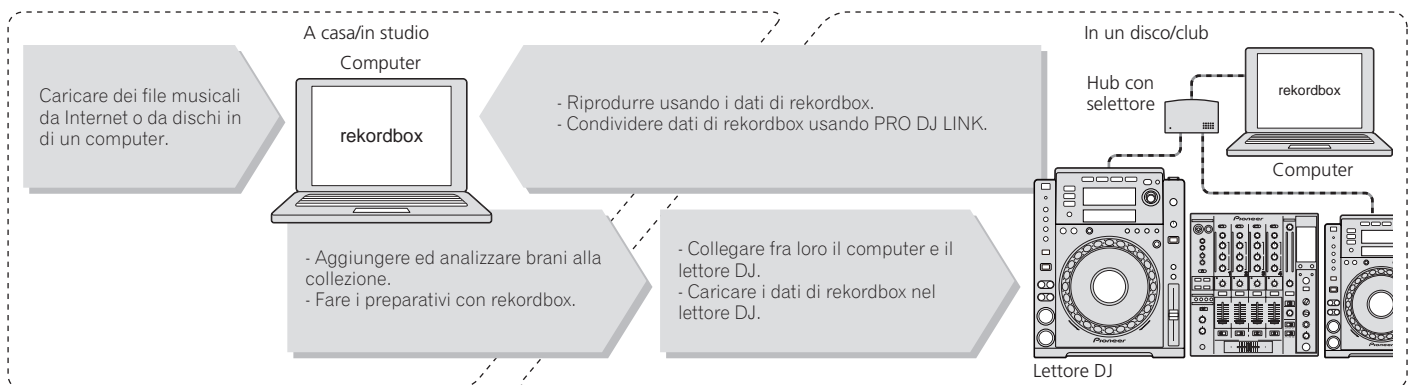 A casa/in studio
Computer
Caricare dei file musicali
da Internet o da dischi in
di un computer.
rekordbox
- Riprodurre usando i dati di rekordbox.
- Condividere dati di rekordbox usando PRO DJ LINK.
- Aggiungere ed analizzare brani alla
collezione.
- Fare i preparativi con rekordbox.
- Collegare fra loro il computer e il
lettore DJ.
- Caricare i dati di rekordbox nel
lettore DJ.
In un disco/club
Hub con
selettore
rekordbox
Computer
Pioneer
Pioneer
Pioneer
Lettore DJ